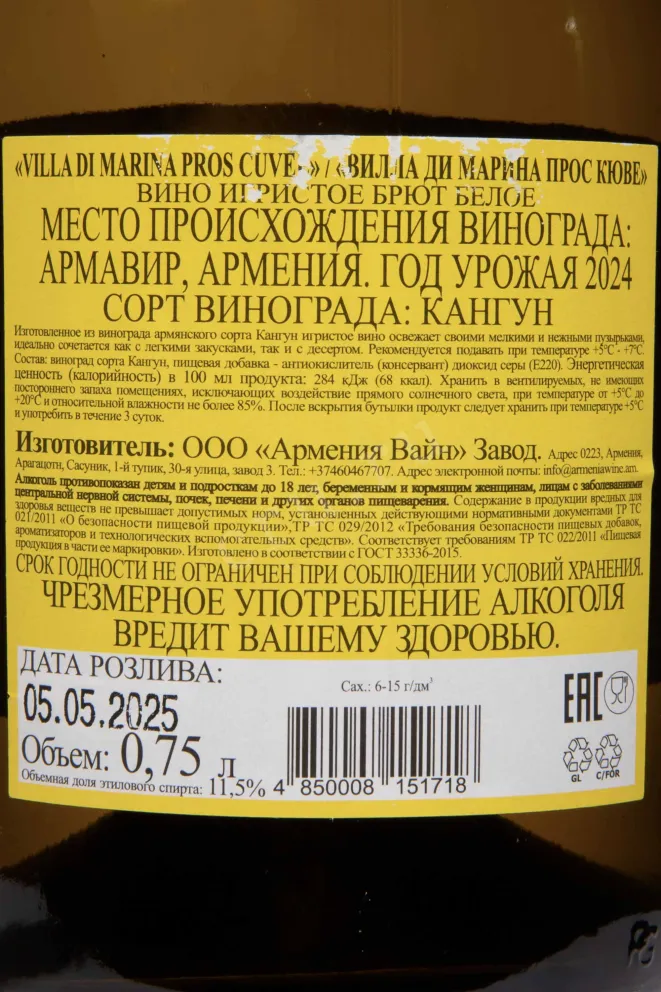 «VILLA DI MARINA PROS CUVE-» / «ВИЛЛА ДИ МАРИНА ПРОС КЮВЕ»
ВИНО ИГРИСТОЕ БРЮТ БЕЛОЕ
МЕСТО ПРОИСХОЖДЕНИЯ ВИНОГРАДА:
АРМАВИР, АРМЕНИЯ. ГОД УРОЖАЯ 2024
СОРТ ВИНОГРАДА: КАНГУН
Изготовленное из винограда армянского сорта Кангун игристое вино освежает своими мелкими и нежными пузырьками,
идеально сочетается как с легкими закусками, так и с десертом. Рекомендуется подавать при температуре +5°С - +7°С.
Состав: виноград сорта Кангун, пищевая добавка - антиокислитель (консервант) диоксид серы (Е220). Энергетическая
ценность (калорийность) в 100 мл продукта: 284 кДж (68 ккал). Хранить в вентилируемых, не имеющих
постороннего запаха помещениях, исключающих воздействие прямого солнечного света, при температуре от +5°С до
+20°С и относительной влажности не более 85%. После вскрытия бутылки продукт следует хранить при температуре +5°С
и употребить в течение 3 суток.
Изготовитель: ООО «Армения Вайн» Завод. Адрес 0223, Армения,
Арагацотн, Сасуник, 1-й тупик, 30-я улица, завод 3. Тел.: +37460467707. Адрес электронной почты: info@armeniawine.am.
Алкоголь противопоказан детям и подросткам до 18 лет, беременным и кормящим женщинам, лицам с заболеваниями
центральной нервной системы, почек, печени и других органов пищеварения. Содержание в продукции вредных для
здоровья веществ не превышает допустимых норм, установленных действующими нормативными документами ТР ТС
021/2011 «О безопасности пищевой продукции»,ТР ТС 029/2012 «Требования безопасности пищевых добавок,
ароматизаторов и технологических вспомогательных средств». Соответствует требованиям ТР ТС 022/2011 «Пищевая
продукция в части ее маркировки». Изготовлено в соответствии с ГОСТ 33336-2015.
СРОК ГОДНОСТИ НЕ ОГРАНИЧЕН ПРИ СОБЛЮДЕНИИ УСЛОВИЙ ХРАНЕНИЯ.
ЧРЕЗМЕРНОЕ УПОТРЕБЛЕНИЕ АЛКОГОЛЯ
ВРЕДИТ ВАШЕМУ ЗДОРОВЬЮ.
ДАТА РОЗЛИВА:
05.05.2025
Объем: 0,75 л
Объемная доля этилового спирта: 11,5%
Сах.: 6-15 г/дм³
4 850008 151718
ЕАС
GL
C/FOR